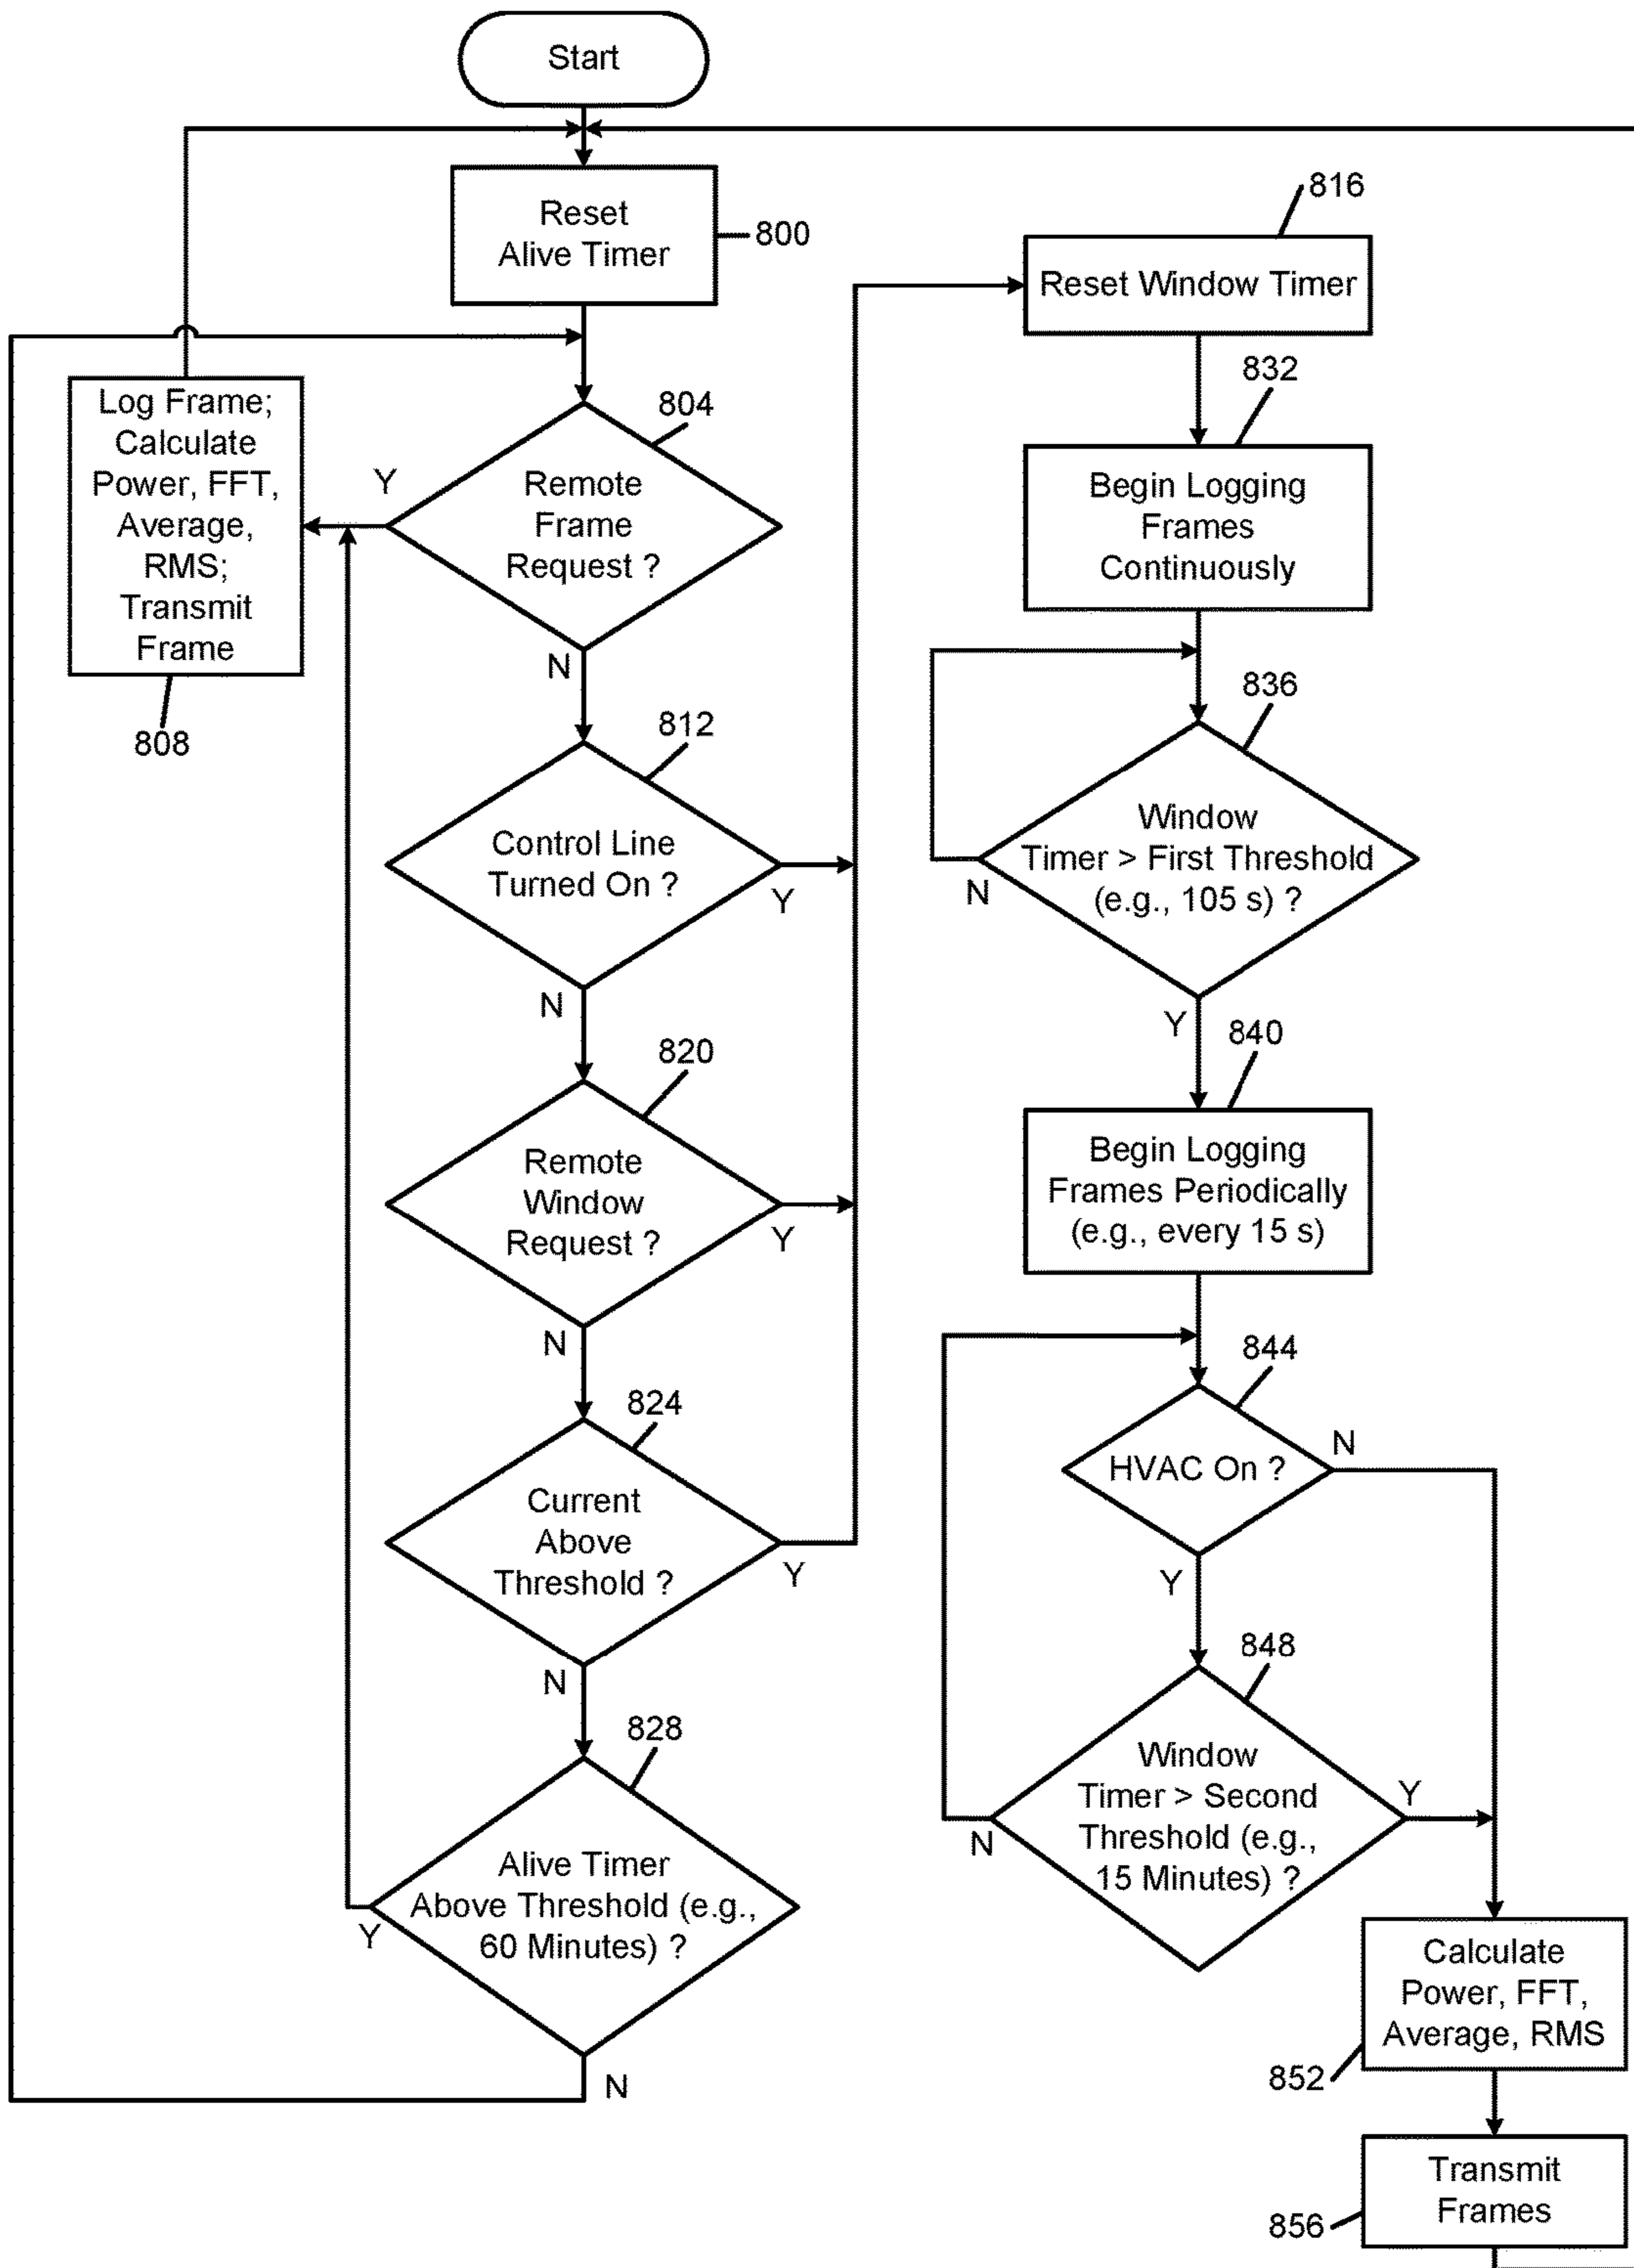 Start
Reset
Alive Timer
800
804
Remote
Frame
Request ?
Y
N
Log Frame;
Calculate
Power, FFT,
Average,
RMS;
Transmit
Frame
808
812
Control Line
Turned On ?
Y
N
820
Remote
Window
Request ?
Y
N
824
Current
Above
Threshold ?
Y
N
828
Alive Timer
Above Threshold (e.g.,
60 Minutes) ?
Y
N
816
Reset Window Timer
832
Begin Logging
Frames
Continuously
836
Window
Timer > First Threshold
(e.g., 105 s) ?
N
Y
840
Begin Logging
Frames Periodically
(e.g., every 15 s)
844
HVAC On ?
N
Y
848
Window
Timer > Second
Threshold (e.g.,
15 Minutes) ?
Y
N
Calculate
Power, FFT,
Average, RMS
852
Transmit
Frames
856